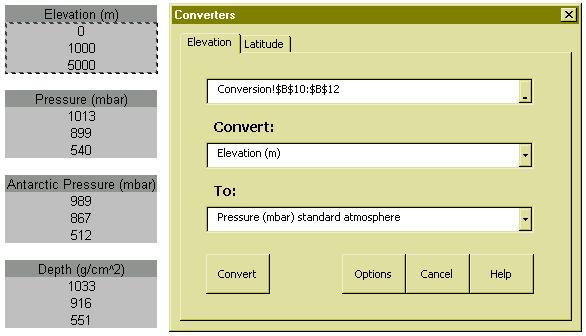 Elevation (m)
0
1000
5000
Pressure (mbar)
1013
899
540
Antarctic Pressure (mbar)
989
867
512
Depth (g/cm^2)
1033
916
551
Converters
Elevation
Latitude
Conversion!$B$10:$B$12
Convert:
Elevation (m)
To:
Pressure (mbar) standard atmosphere
Convert
Options
Cancel
Help